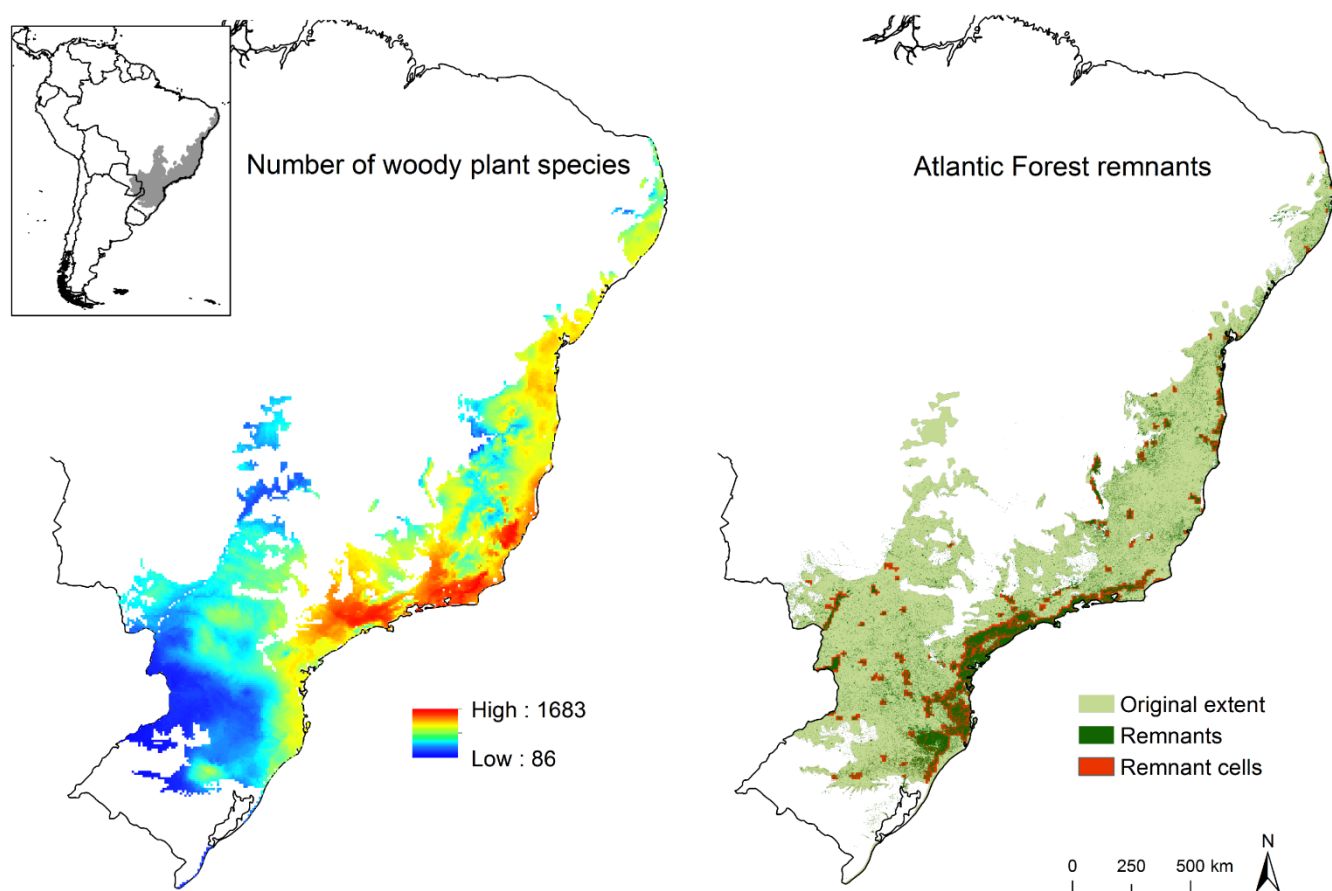 Number of woody plant species
High : 1683
Low : 86
Atlantic Forest remnants
Original extent
Remnants
Remnant cells
N
0 250 500 km